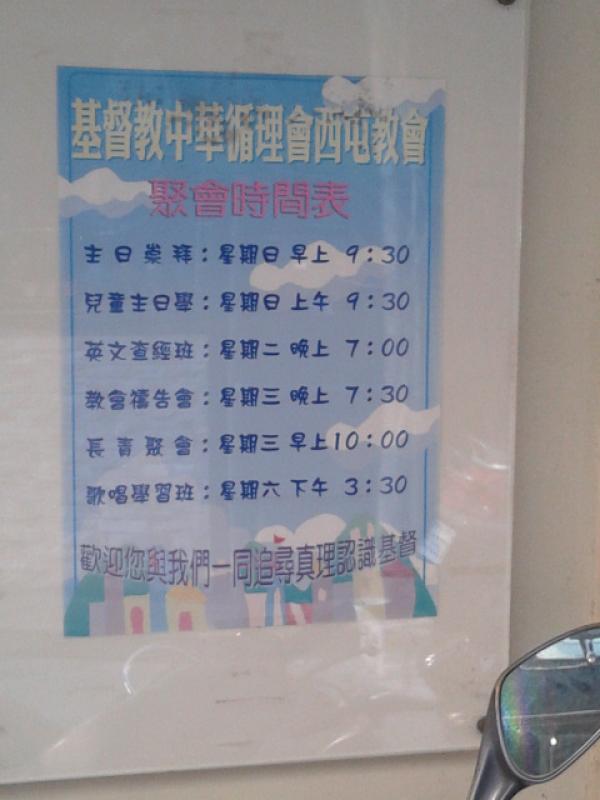 基督教中華循理會西屯教會
聚會時間表
主日崇拜：星期日 早上 9：30
兒童主日學：星期日 上午 9：30
英文查經班：星期二 晚上 7：00
教會禱告會：星期三 晚上 7：30
長青聚會：星期三 早上10：00
歌唱學習班：星期六 下午 3：30
歡迎您與我們一同追尋真理認識基督